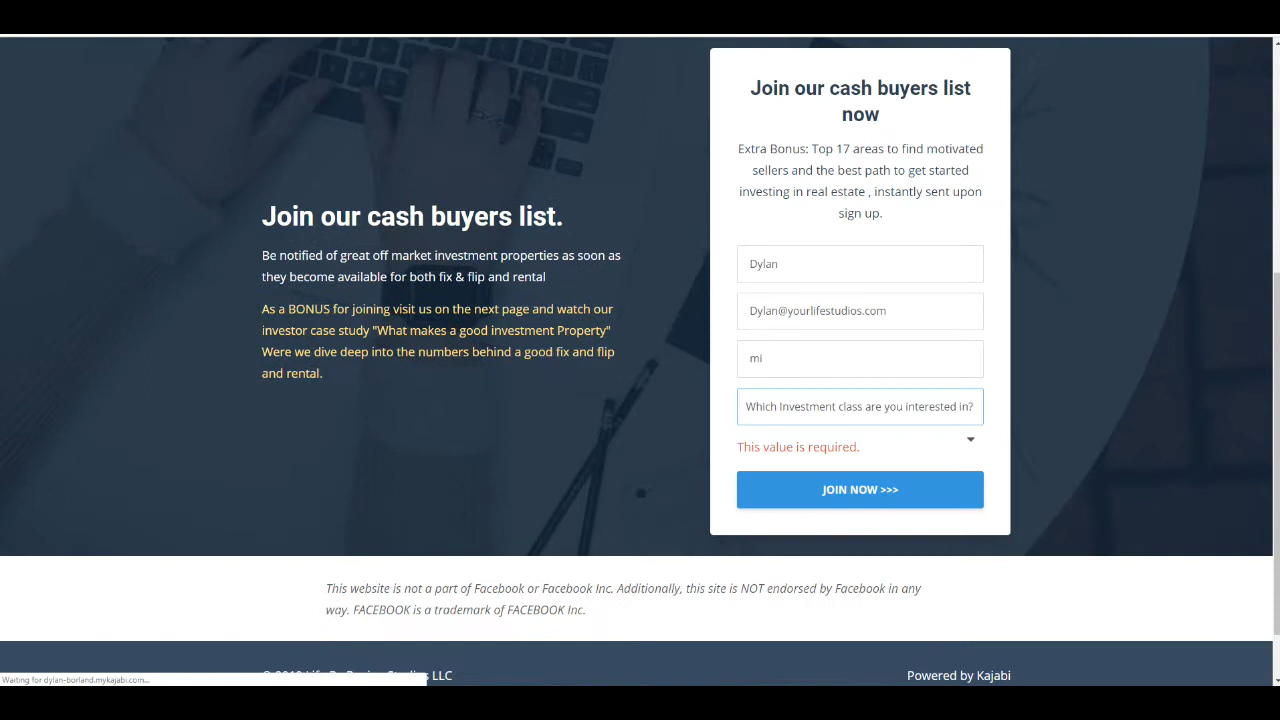 Join our cash buyers list.
Be notified of great off market investment properties as soon as
they become available for both fix & flip and rental
As a BONUS for joining visit us on the next page and watch our
investor case study "What makes a good investment Property"
Were we dive deep into the numbers behind a good fix and flip
and rental.
Join our cash buyers list
now
Extra Bonus: Top 17 areas to find motivated
sellers and the best path to get started
investing in real estate , instantly sent upon
sign up.
Dylan
Dylan@yourlifestudios.com
mi
Which Investment class are you interested in?
This value is required.
JOIN NOW >>>
This website is not a part of Facebook or Facebook Inc. Additionally, this site is NOT endorsed by Facebook in any
way. FACEBOOK is a trademark of FACEBOOK Inc.
LLC
Powered by Kajabi
Waiting for dylan-borland.mykajabi.com...